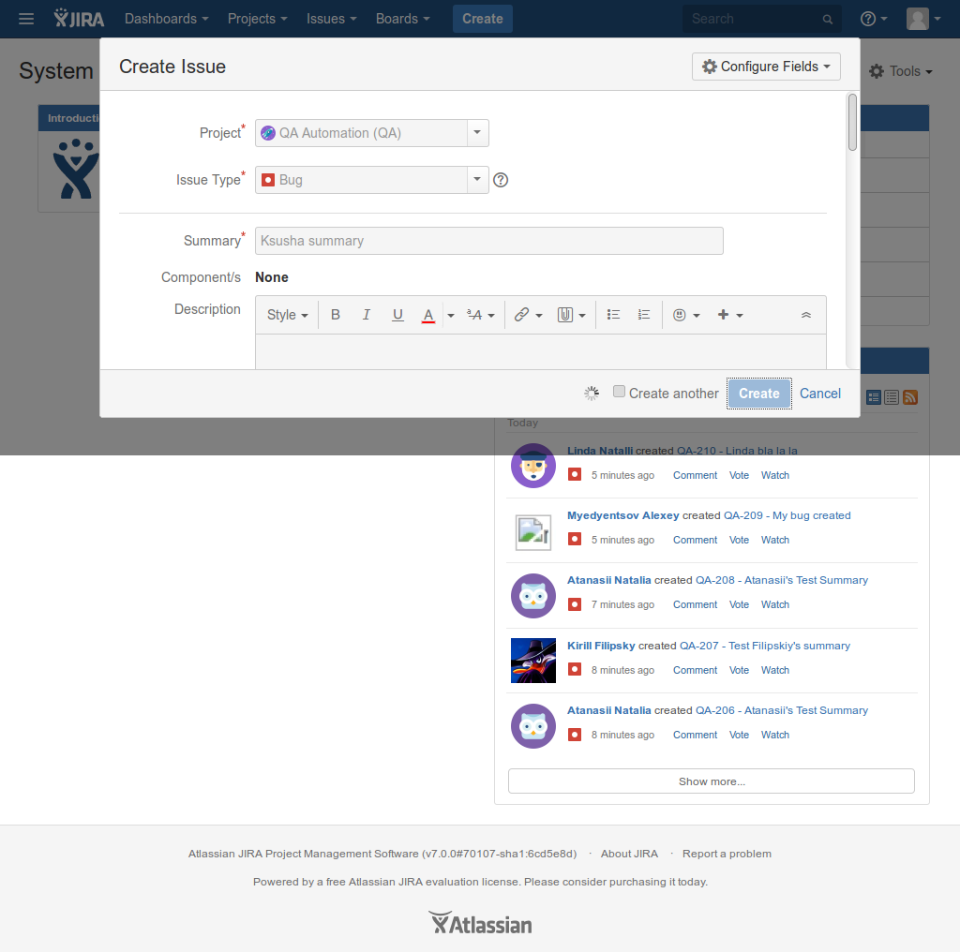 JIRA Dashboards Projects Issues Boards Create Search
System Tools
Create Issue Configure Fields
Introducti
Project* QA Automation (QA)
Issue Type* Bug
Summary* Ksusha summary
Component/s None
Description Style B I U A
Create another Create Cancel
Today
Linda Natalli created QA-210 - Linda bla la la
5 minutes ago Comment Vote Watch
Myedyentsov Alexey created QA-209 - My bug created
5 minutes ago Comment Vote Watch
Atanasii Natalia created QA-208 - Atanasii's Test Summary
7 minutes ago Comment Vote Watch
Kirill Filipsky created QA-207 - Test Filipskiy's summary
8 minutes ago Comment Vote Watch
Atanasii Natalia created QA-206 - Atanasii's Test Summary
8 minutes ago Comment Vote Watch
Show more...
Atlassian JIRA Project Management Software (v7.0.0#70107-sha1:6cd5e8d) · About JIRA · Report a problem
Powered by a free Atlassian JIRA evaluation license. Please consider purchasing it today.
Atlassian